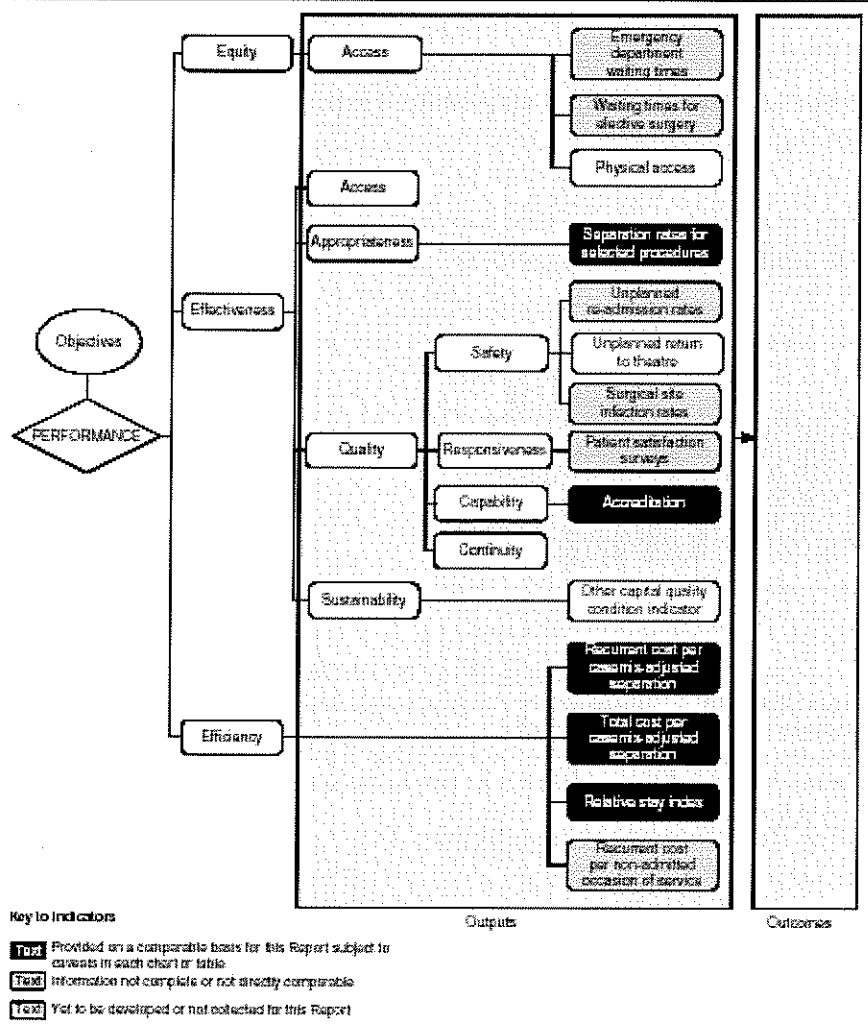 Equity
Access
Emergency
department
waiting times
Waiting times for
elective surgery
Physical access
Access
Appropriateness
Separation rates for
selected procedures
Effectiveness
Objectives
PERFORMANCE
Unplanned
re-admission rates
Safety
Unplanned return
to theatre
Surgical site
infection rates
Quality
Responsiveness
Patient satisfaction
surveys
Capability
Accreditation
Continuity
Sustainability
Other capital quality
condition indicator
Recurrent cost per
casemix-adjusted
separation
Efficiency
Total cost per
casemix-adjusted
separation
Relative stay index
Recurrent cost
per non-admitted
occasion of service
Key to Indicators
Outputs
Outcomes
Text Provided on a comparable basis for this Report subject to
caveats in each chart or table
Text Information not complete or not directly comparable
Text Yet to be developed or not collected for this Report